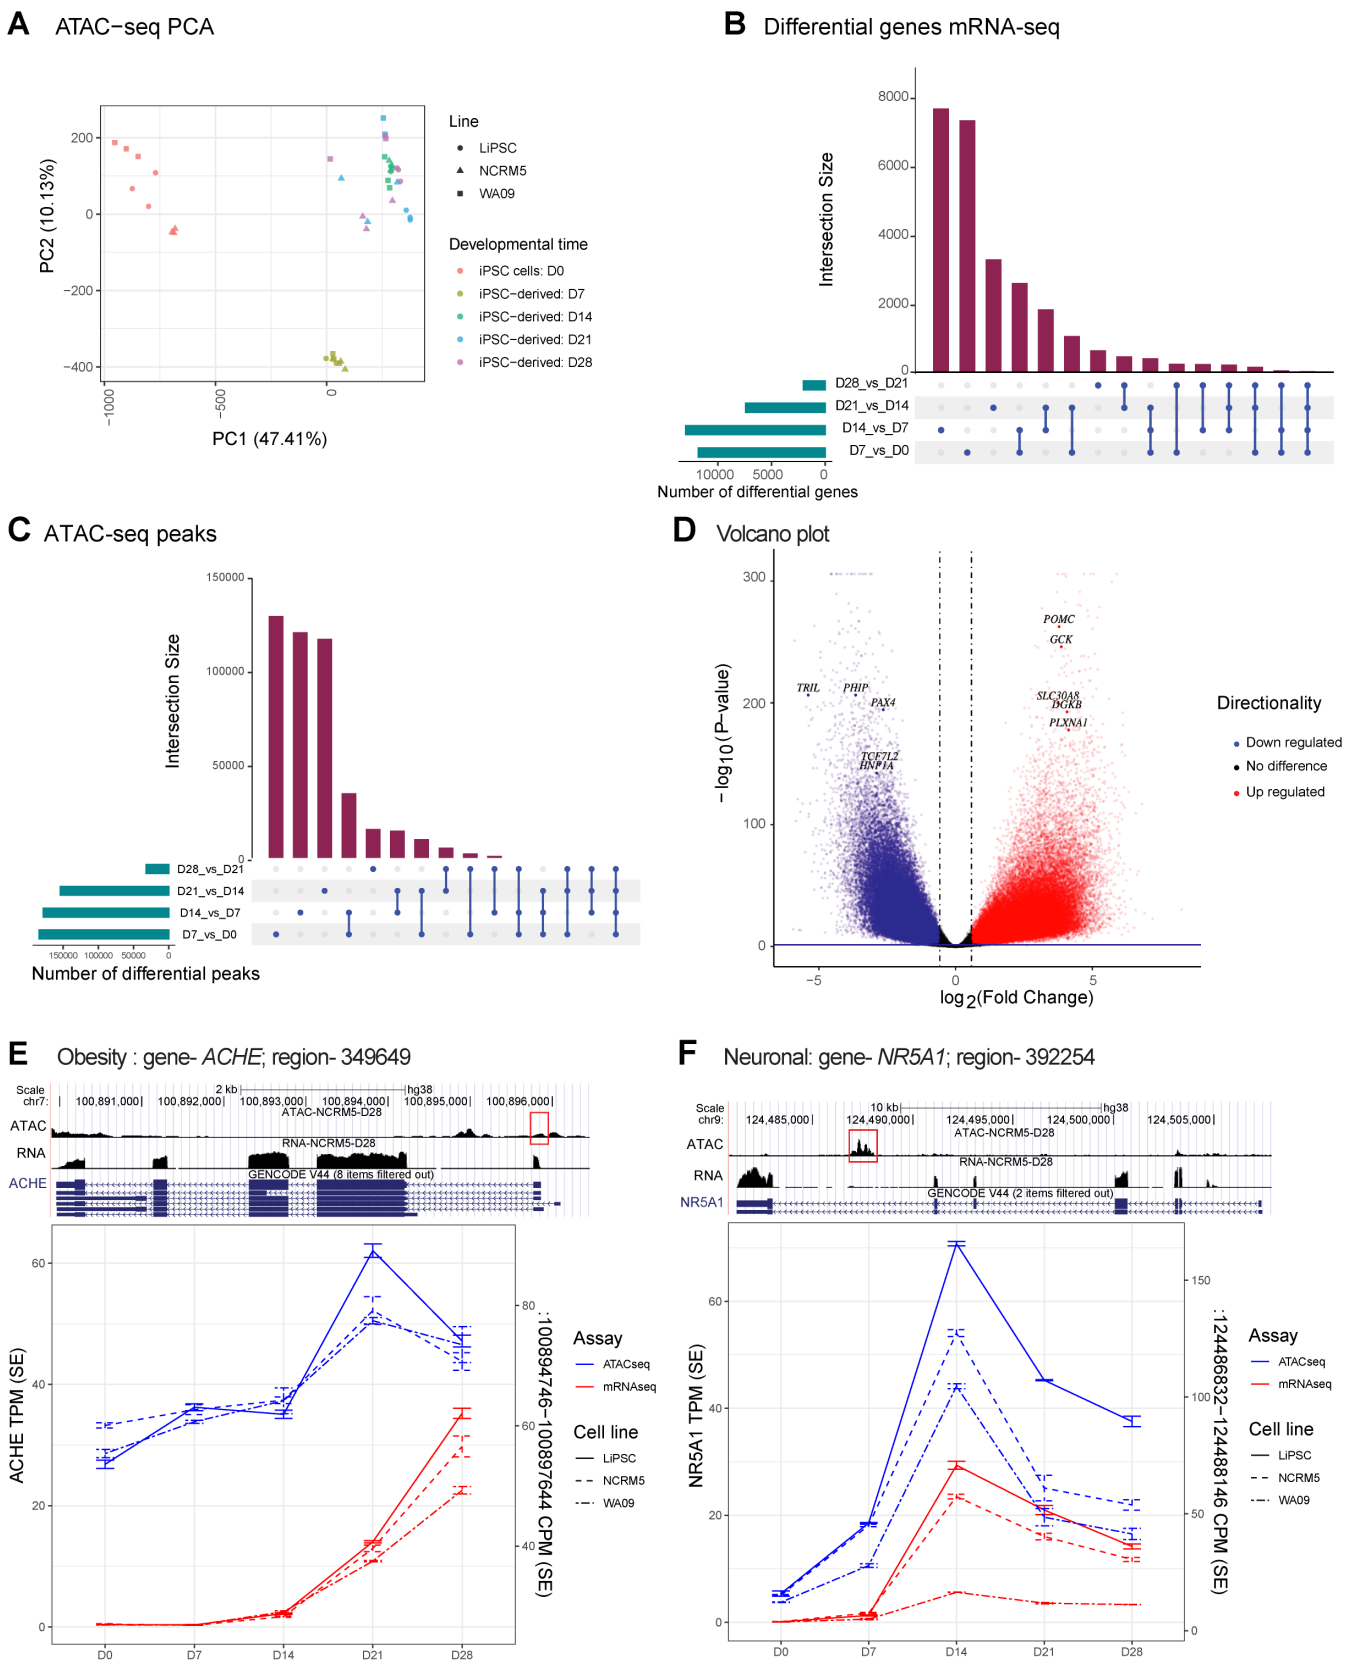 A ATAC−seq PCA
PC2 (10.13%)
200
0
−200
−400
−1000
−500
0
PC1 (47.41%)
Line
LiPSC
NCRM5
WA09
Developmental time
iPSC cells: D0
iPSC−derived: D7
iPSC−derived: D14
iPSC−derived: D21
iPSC−derived: D28
B Differential genes mRNA-seq
Intersection Size
8000
6000
4000
2000
0
D28_vs_D21
D21_vs_D14
D14_vs_D7
D7_vs_D0
10000 5000 0
Number of differential genes
C ATAC-seq peaks
Intersection Size
150000
100000
50000
0
D28_vs_D21
D21_vs_D14
D14_vs_D7
D7_vs_D0
150000 100000 50000 0
Number of differential peaks
D Volcano plot
−log10(P−value)
300
200
100
0
POMC
GCK
TRIL
PHIP
PAX4
SLC30A8
DGKB
PLXNA1
TCF7L2
HNF1A
−5 0 5
log2(Fold Change)
Directionality
Down regulated
No difference
Up regulated
E Obesity : gene- ACHE; region- 349649
Scale 2 kb hg38
chr7: 100,891,000 100,892,000 100,893,000 100,894,000 100,895,000 100,896,000
ATAC-NCRM5-D28
ATAC
RNA-NCRM5-D28
RNA
GENCODE V44 (8 items filtered out)
ACHE
ACHE TPM (SE)
60
40
20
0
80
60
40
:100894746−100897644 CPM (SE)
D0 D7 D14 D21 D28
Assay
ATACseq
mRNAseq
Cell line
LiPSC
NCRM5
WA09
F Neuronal: gene- NR5A1; region- 392254
Scale 10 kb hg38
chr9: 124,485,000 124,490,000 124,495,000 124,500,000 124,505,000
ATAC-NCRM5-D28
ATAC
RNA-NCRM5-D28
RNA
GENCODE V44 (2 items filtered out)
NR5A1
NR5A1 TPM (SE)
60
40
20
0
150
100
50
0
:124486832−124488146 CPM (SE)
D0 D7 D14 D21 D28
Assay
ATACseq
mRNAseq
Cell line
LiPSC
NCRM5
WA09